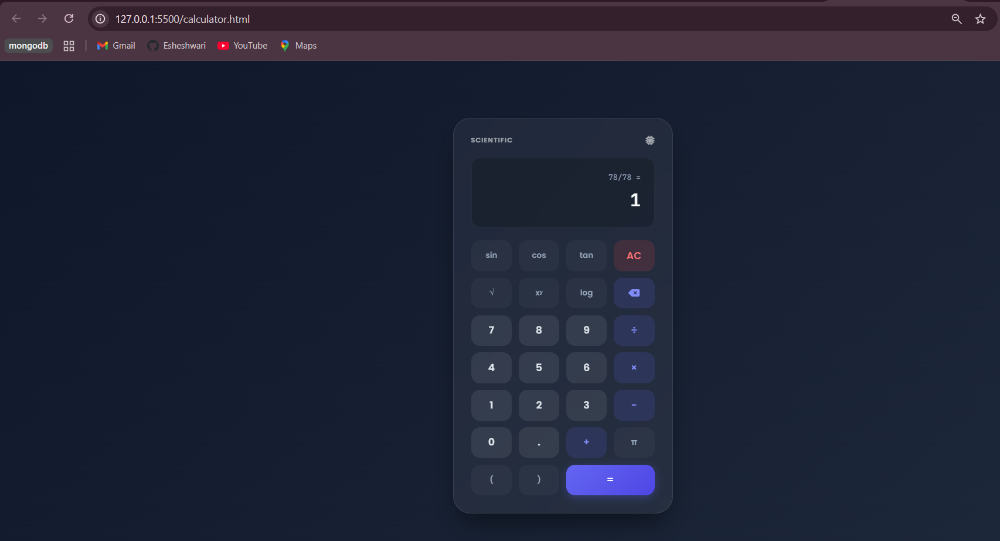 127.0.0.1:5500/calculator.html
mongodb Gmail Esheshwari YouTube Maps
SCIENTIFIC
78/78 =
1
sin cos tan AC
√ xʸ log
7 8 9 ÷
4 5 6 ×
1 2 3 −
0 . + π
( ) =